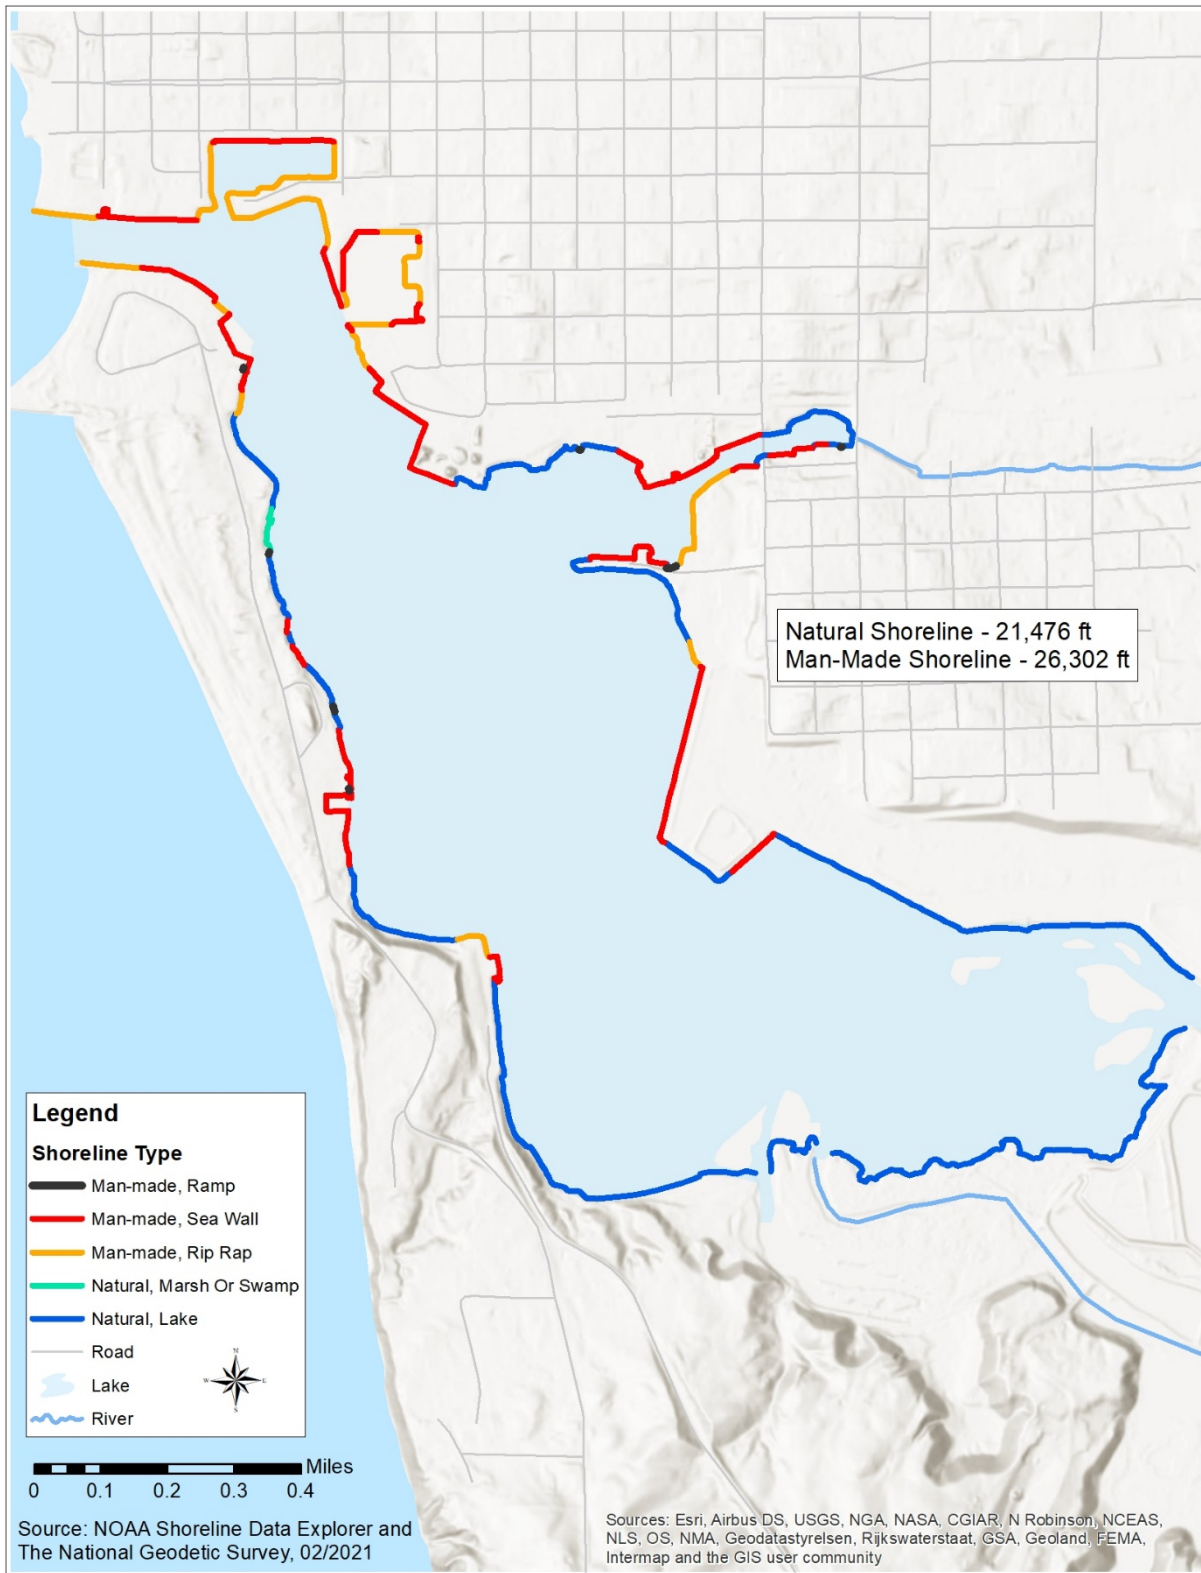 Natural Shoreline - 21,476 ft
Man-Made Shoreline - 26,302 ft
Legend
Shoreline Type
Man-made, Ramp
Man-made, Sea Wall
Man-made, Rip Rap
Natural, Marsh Or Swamp
Natural, Lake
Road
Lake
River
N
W E
S
Miles
0 0.1 0.2 0.3 0.4
Source: NOAA Shoreline Data Explorer and
The National Geodetic Survey, 02/2021
Sources: Esri, Airbus DS, USGS, NGA, NASA, CGIAR, N Robinson, NCEAS,
NLS, OS, NMA, Geodatastyrelsen, Rijkswaterstaat, GSA, Geoland, FEMA,
Intermap and the GIS user community